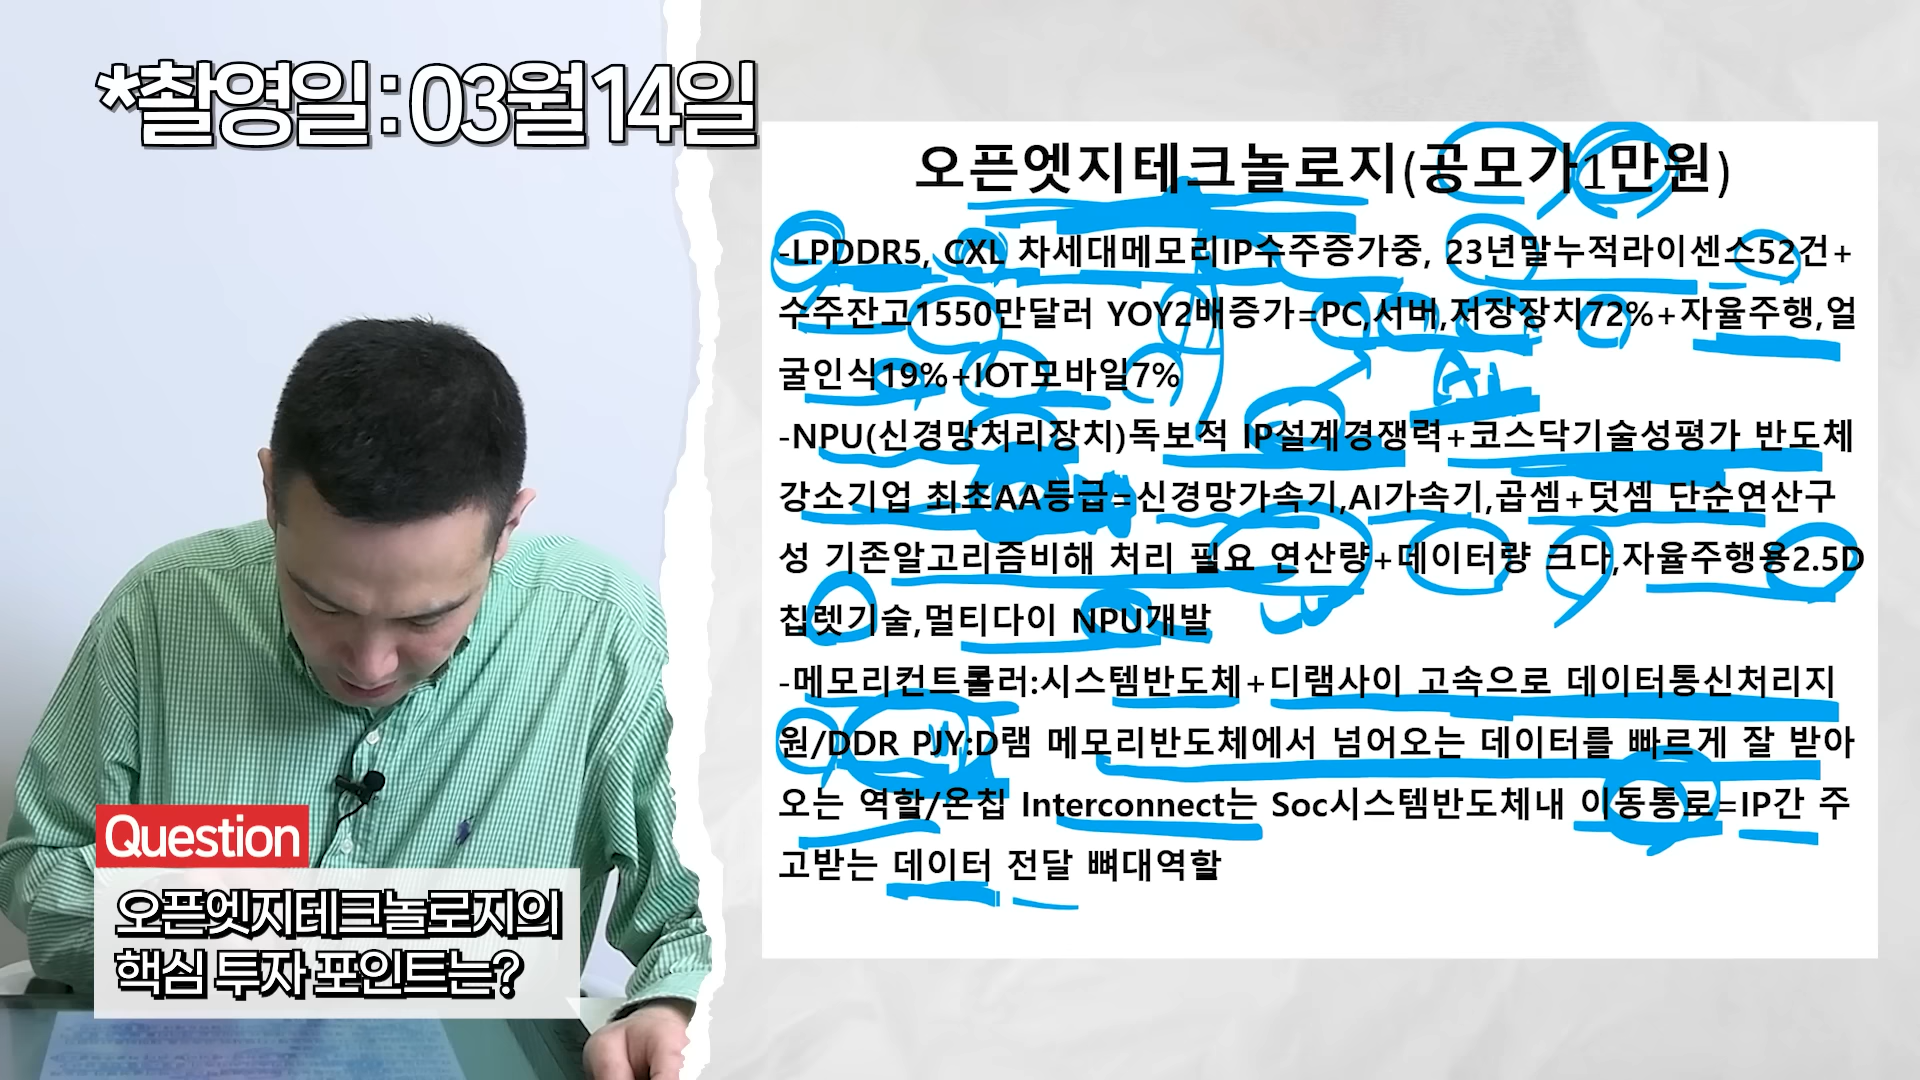 *촬영일:03월14일
오픈엣지테크놀로지(공모가1만원)
-LPDDR5, CXL 차세대메모리IP수주증가중, 23년말누적라이센스52건+
수주잔고1550만달러 YOY2배증가=PC,서버,저장장치72%+자율주행,얼
굴인식19%+IOT모바일7%
AI
-NPU(신경망처리장치)독보적 IP설계경쟁력+코스닥기술성평가 반도체
강소기업 최초AA등급=신경망가속기,AI가속기,곱셈+덧셈 단순연산구
성 기존알고리즘비해 처리 필요 연산량+데이터량 크다,자율주행용2.5D
칩렛기술,멀티다이 NPU개발
-메모리컨트롤러:시스템반도체+디램사이 고속으로 데이터통신처리지
원/DDR PJY:D램 메모리반도체에서 넘어오는 데이터를 빠르게 잘 받아
오는 역할/온칩 Interconnect는 Soc시스템반도체내 이동통로=IP간 주
고받는 데이터 전달 뼈대역할
Question
오픈엣지테크놀로지의
핵심 투자 포인트는?